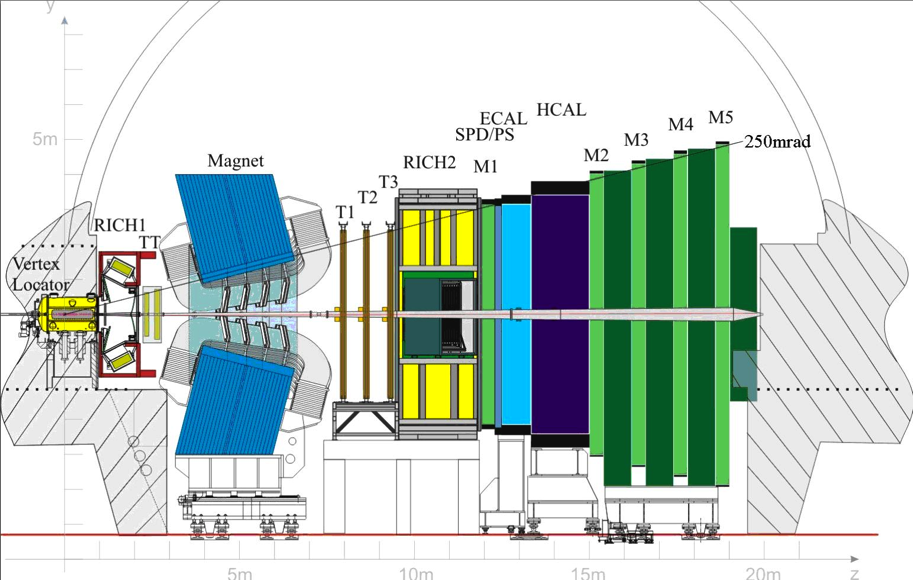 y
5m
Magnet
RICH1
TT
Vertex
Locator
T1
T2
T3
RICH2
M1
SPD/PS
ECAL
HCAL
M2
M3
M4
M5
250mrad
5m
10m
15m
20m
z